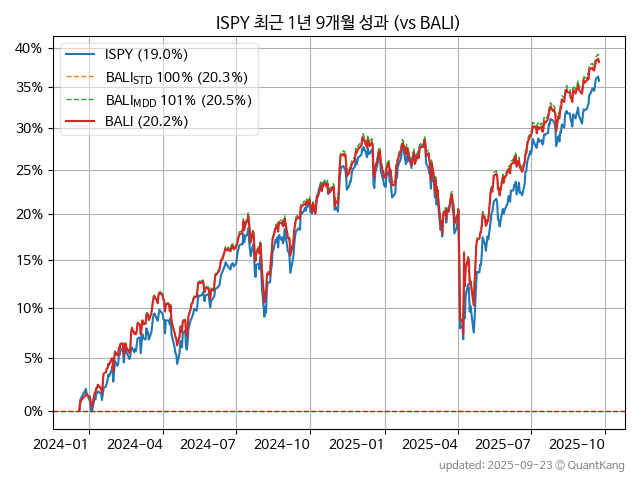 ISPY 최근 1년 9개월 성과 (vs BALI)
40%
35%
30%
25%
20%
15%
10%
5%
0%
ISPY (19.0%)
BALI_STD 100% (20.3%)
BALI_MDD 101% (20.5%)
BALI (20.2%)
2024-01 2024-04 2024-07 2024-10 2025-01 2025-04 2025-07 2025-10
updated: 2025-09-23 © QuantKang